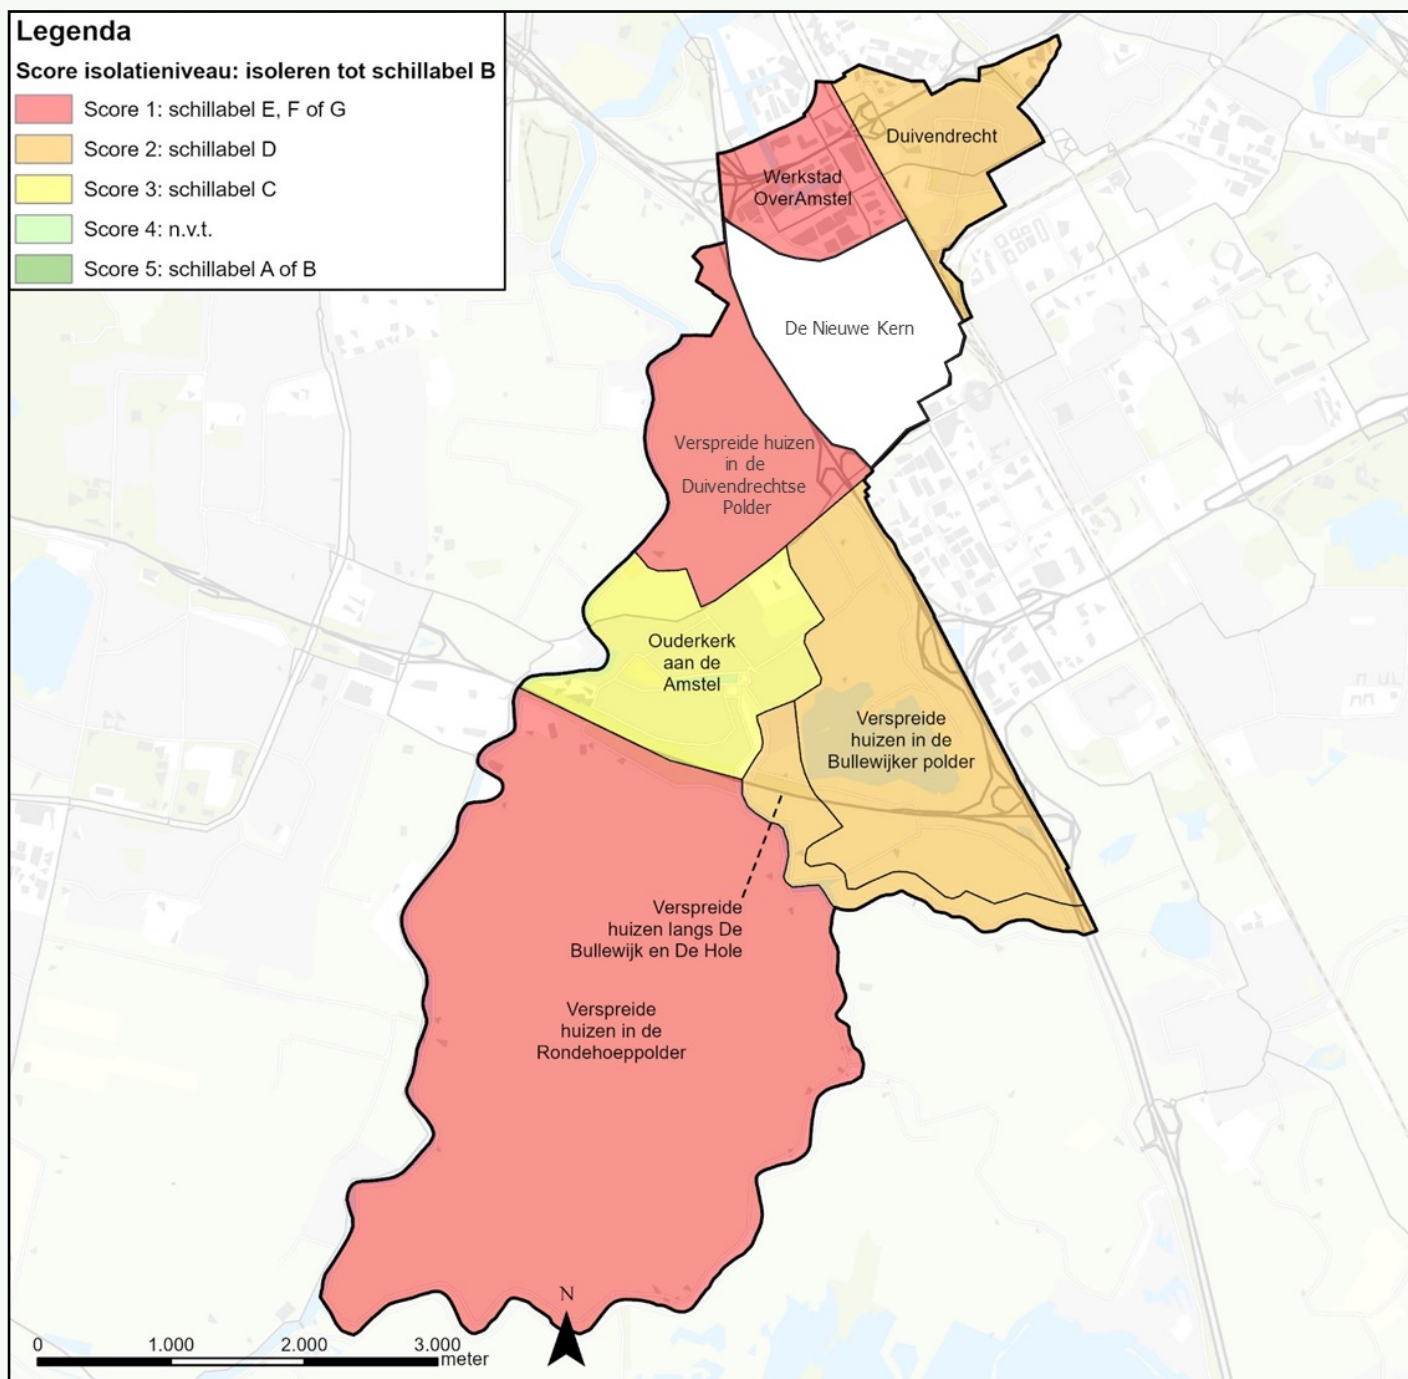 Legenda
Score isolatieniveau: isoleren tot schillabel B
Score 1: schillabel E, F of G
Score 2: schillabel D
Score 3: schillabel C
Score 4: n.v.t.
Score 5: schillabel A of B
Duivendrecht
Werkstad
OverAmstel
De Nieuwe Kern
Verspreide huizen
in de
Duivendrechtse
Polder
Ouderkerk
aan de
Amstel
Verspreide
huizen in de
Bullewijker polder
Verspreide
huizen langs De
Bullewijk en De Hole
Verspreide
huizen in de
Rondehoeppolder
N
0 1.000 2.000 3.000
meter